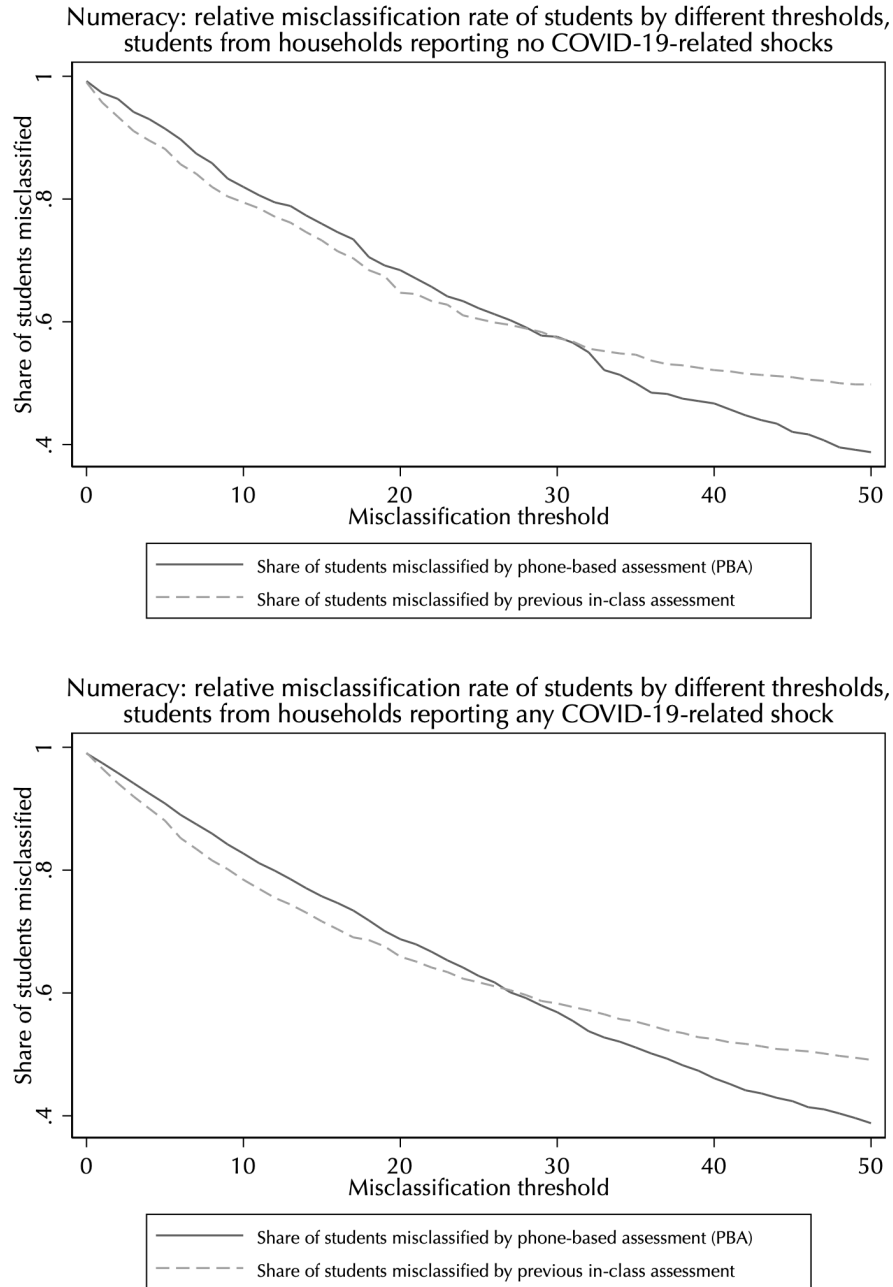 Numeracy: relative misclassification rate of students by different thresholds,
students from households reporting no COVID-19-related shocks
Share of students misclassified
1
.8
.6
.4
0 10 20 30 40 50
Misclassification threshold
Share of students misclassified by phone-based assessment (PBA)
Share of students misclassified by previous in-class assessment
Numeracy: relative misclassification rate of students by different thresholds,
students from households reporting any COVID-19-related shock
Share of students misclassified
1
.8
.6
.4
0 10 20 30 40 50
Misclassification threshold
Share of students misclassified by phone-based assessment (PBA)
Share of students misclassified by previous in-class assessment